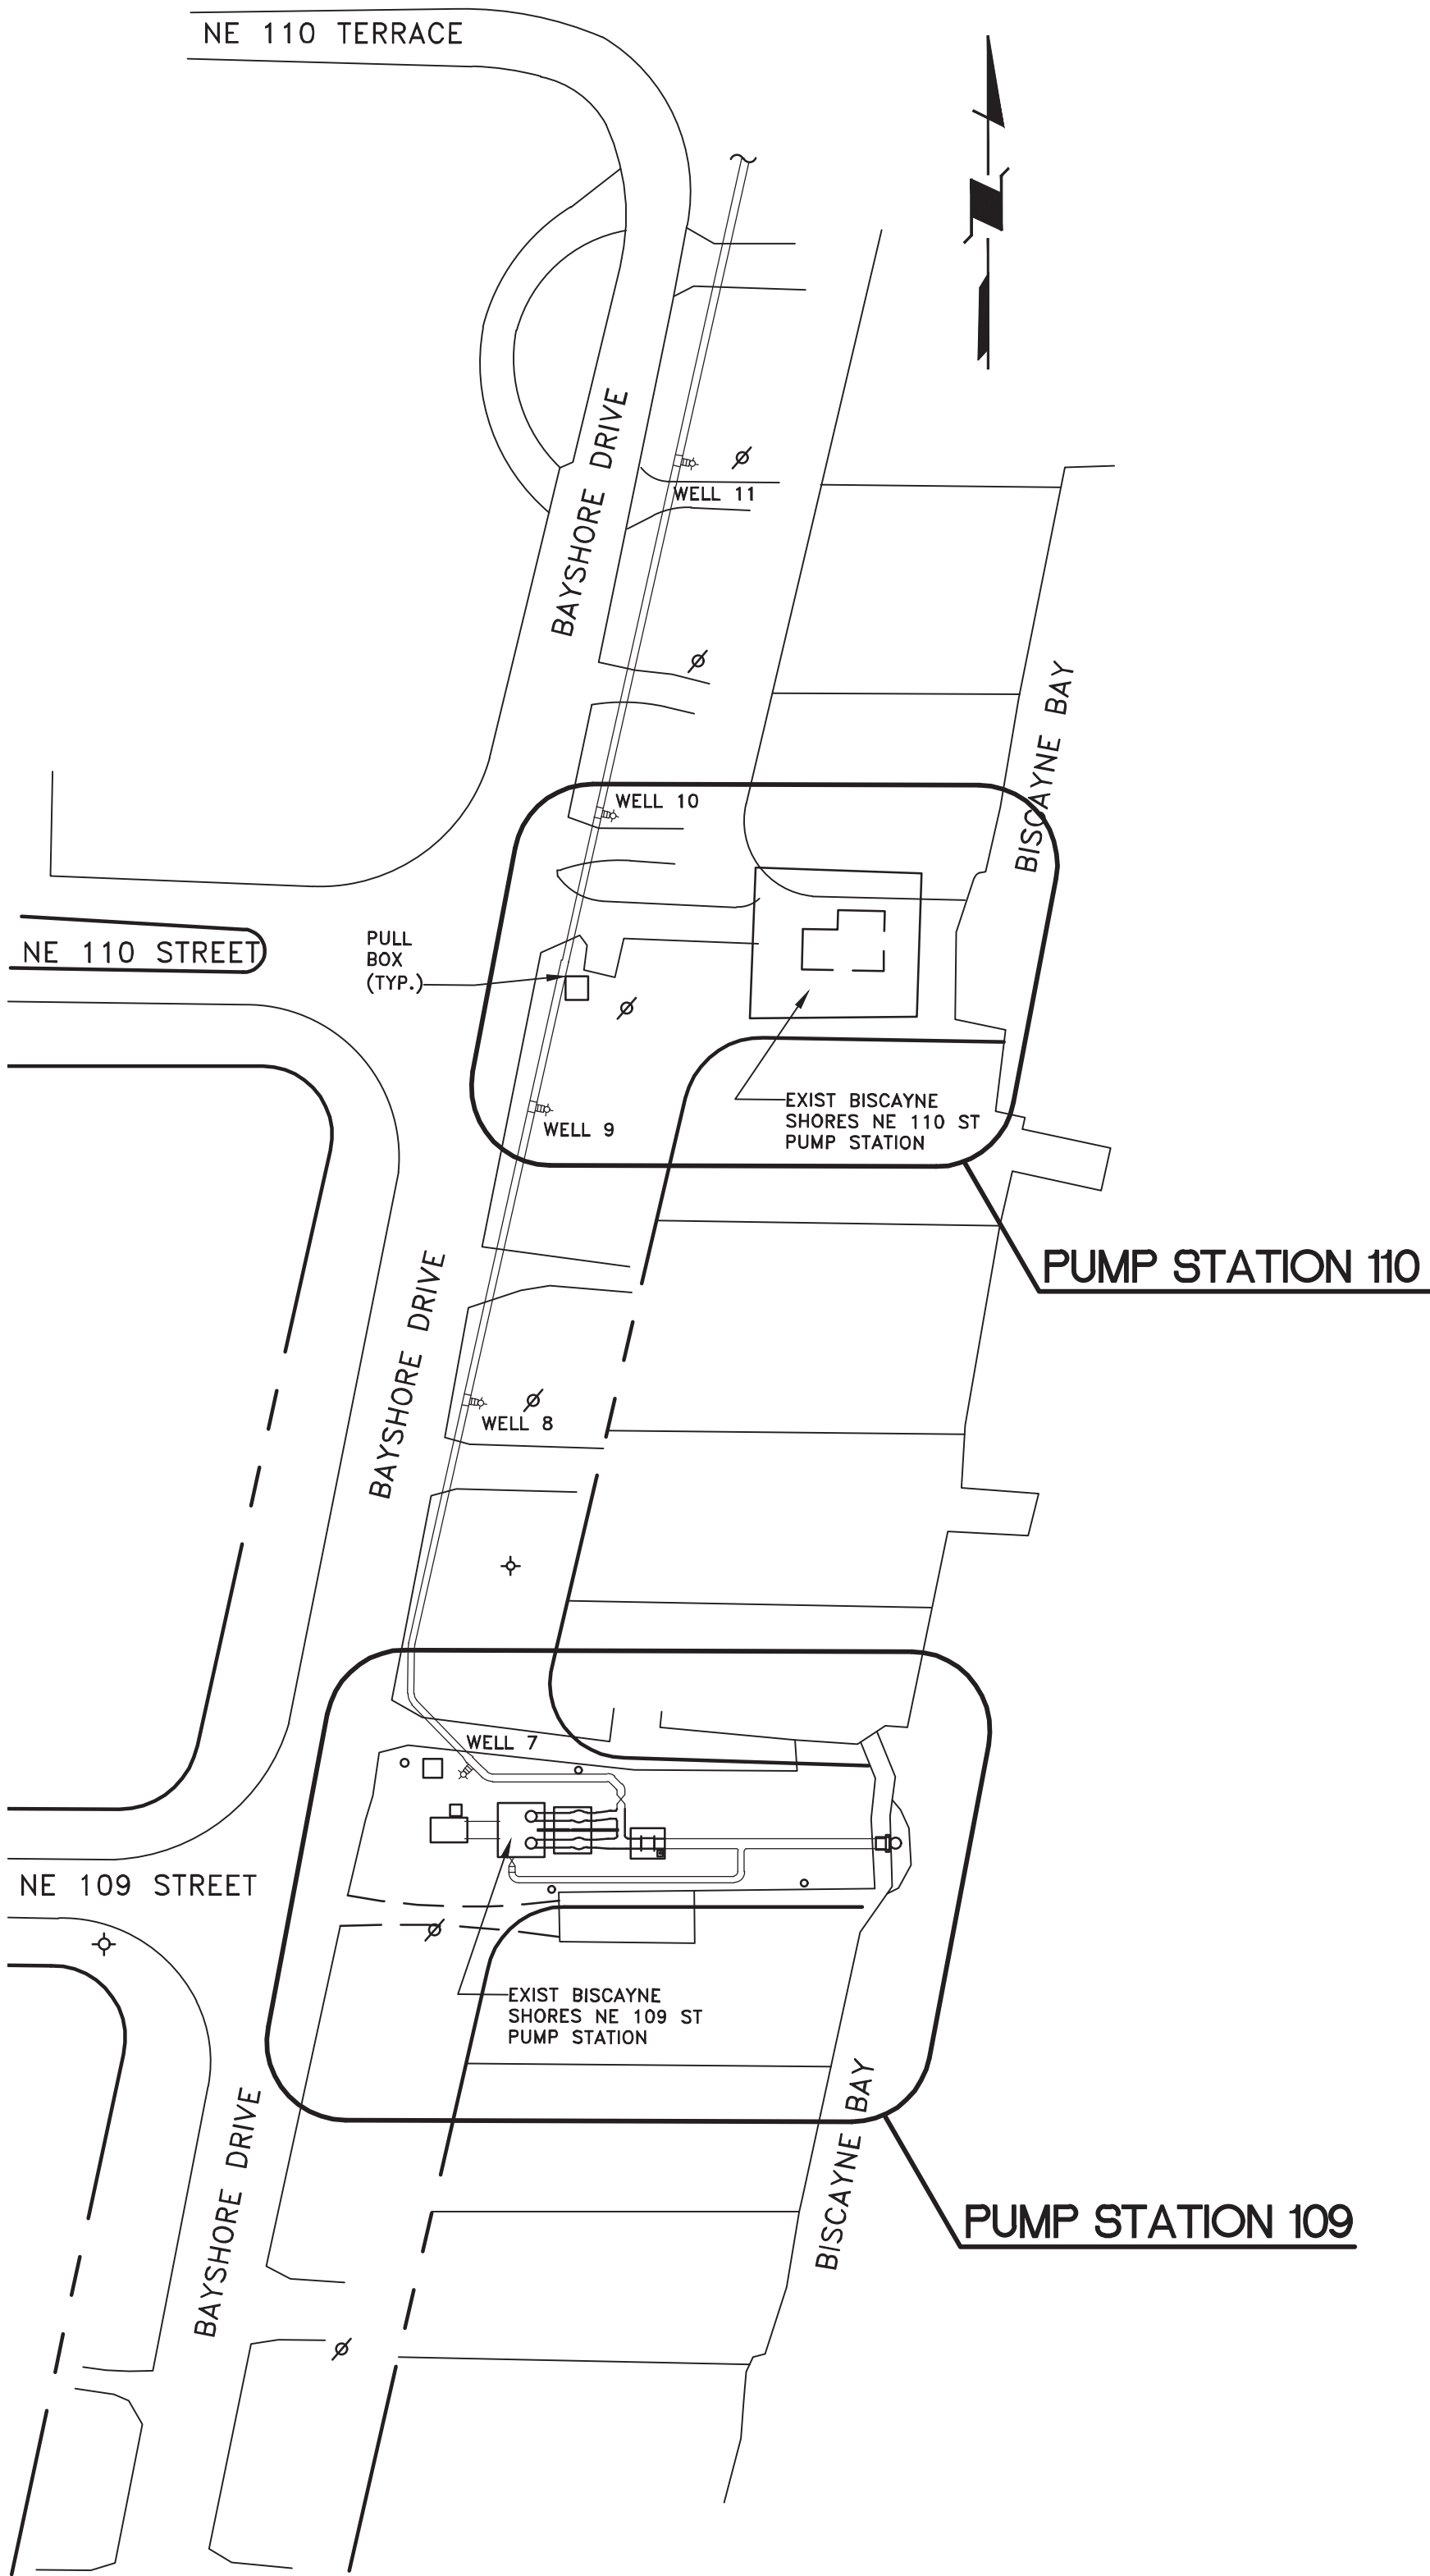 NE 110 TERRACE
BAYSHORE DRIVE
WELL 11
BISCAYNE BAY
WELL 10
NE 110 STREET
PULL
BOX
(TYP.)
EXIST BISCAYNE
SHORES NE 110 ST
PUMP STATION
WELL 9
PUMP STATION 110
BAYSHORE DRIVE
WELL 8
WELL 7
NE 109 STREET
EXIST BISCAYNE
SHORES NE 109 ST
PUMP STATION
BISCAYNE BAY
BAYSHORE DRIVE
PUMP STATION 109